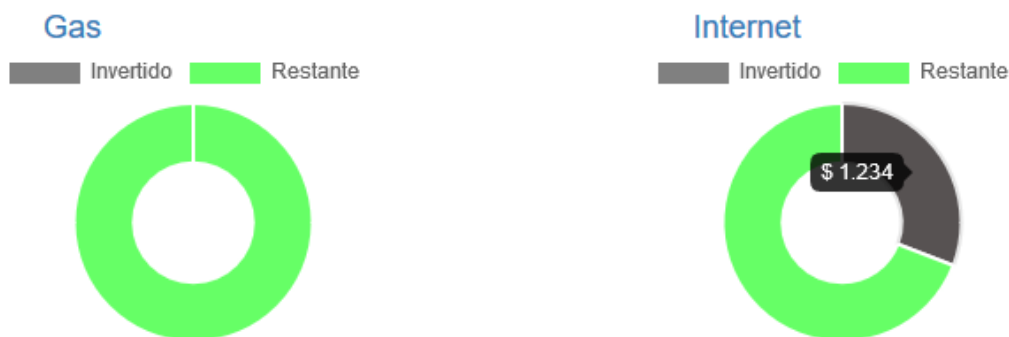 Gas
Invertido Restante
Internet
Invertido Restante
$ 1.234